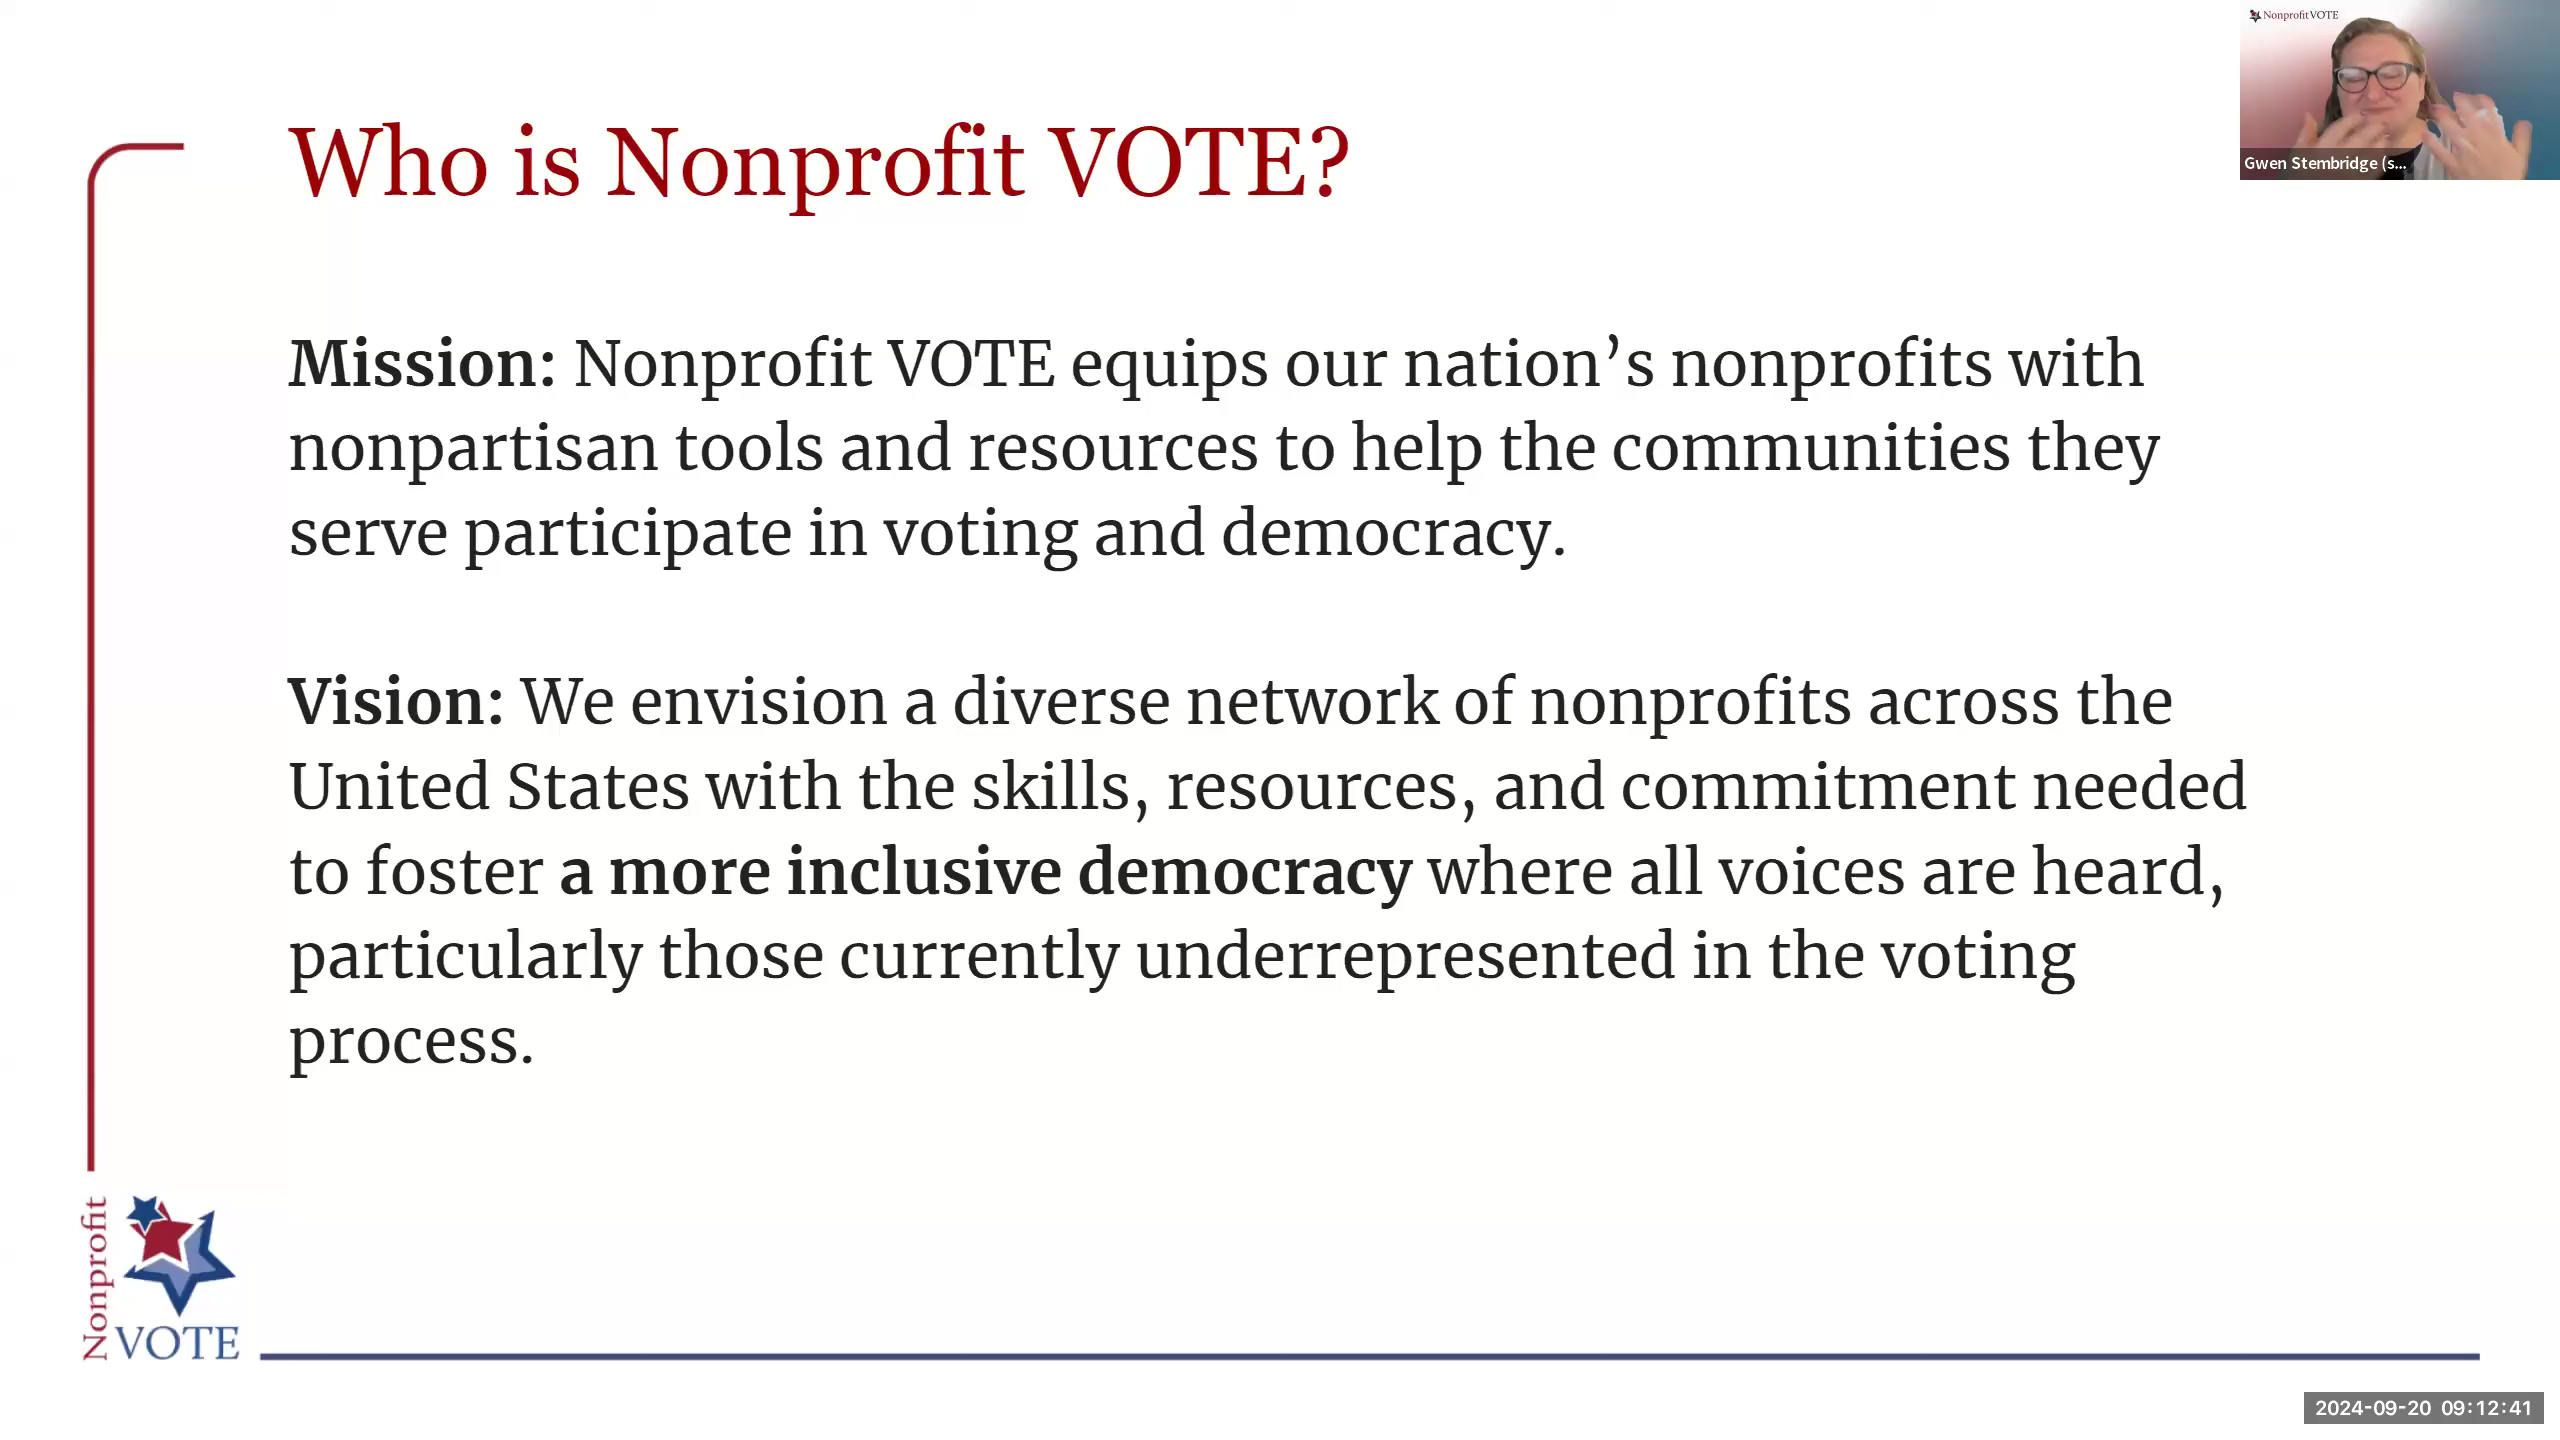 NonprofitVOTE
Gwen Stembridge (s...
Who is Nonprofit VOTE?
Mission: Nonprofit VOTE equips our nation’s nonprofits with
nonpartisan tools and resources to help the communities they
serve participate in voting and democracy.
Vision: We envision a diverse network of nonprofits across the
United States with the skills, resources, and commitment needed
to foster a more inclusive democracy where all voices are heard,
particularly those currently underrepresented in the voting
process.
Nonprofit
VOTE
2024-09-20 09:12:41